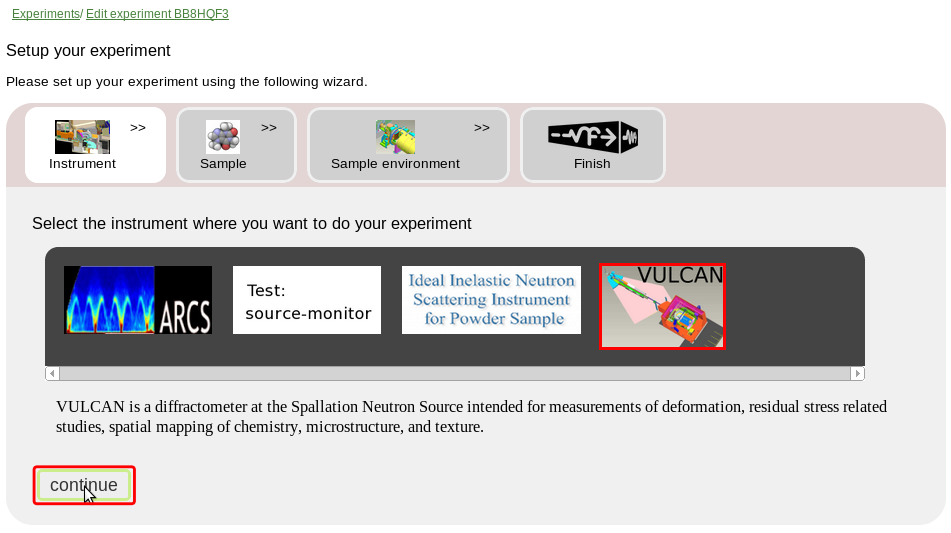 Experiments/ Edit experiment BB8HQF3
Setup your experiment
Please set up your experiment using the following wizard.
>>
Instrument
>>
Sample
>>
Sample environment
Finish
Select the instrument where you want to do your experiment
ARCS
Test:
source-monitor
Ideal Inelastic Neutron
Scattering Instrument
for Powder Sample
VULCAN
VULCAN is a diffractometer at the Spallation Neutron Source intended for measurements of deformation, residual stress related
studies, spatial mapping of chemistry, microstructure, and texture.
continue